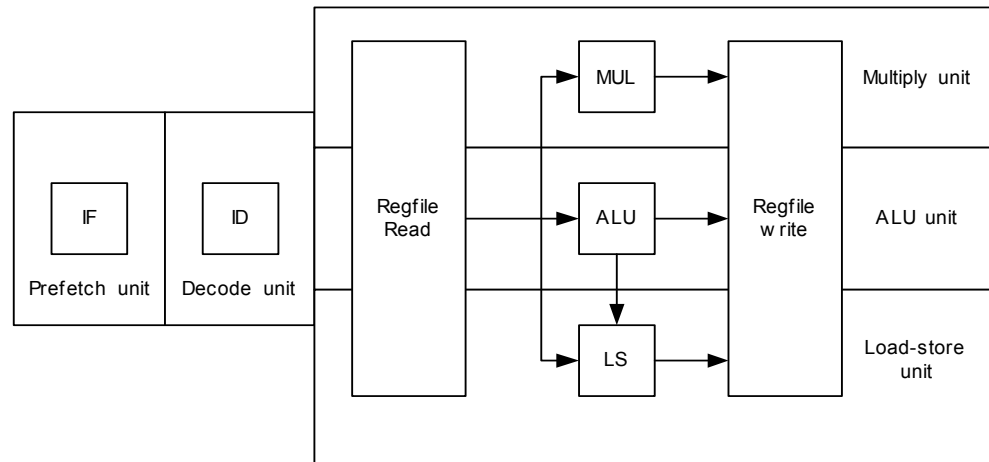 MUL
Multiply unit
IF
ID
Regfile
Read
ALU
Regfile
w rite
ALU unit
Prefetch unit
Decode unit
LS
Load-store
unit